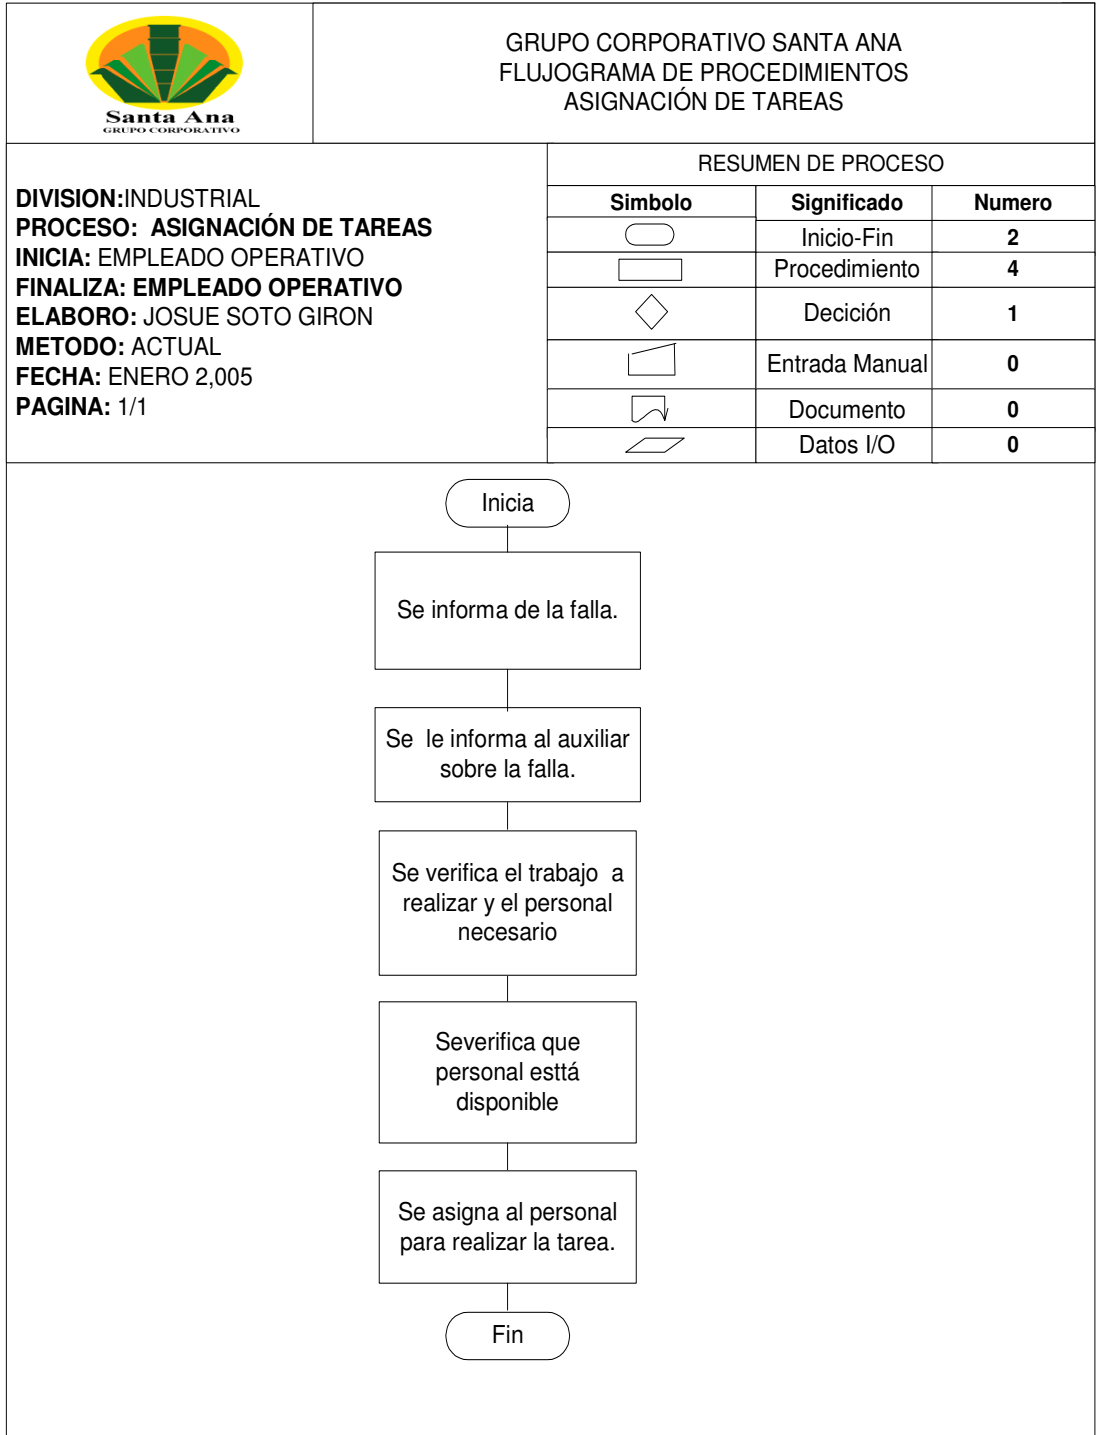 Santa Ana
GRUPO CORPORATIVO
GRUPO CORPORATIVO SANTA ANA
FLUJOGRAMA DE PROCEDIMIENTOS
ASIGNACIÓN DE TAREAS
DIVISION:INDUSTRIAL
PROCESO: ASIGNACIÓN DE TAREAS
INICIA: EMPLEADO OPERATIVO
FINALIZA: EMPLEADO OPERATIVO
ELABORO: JOSUE SOTO GIRON
METODO: ACTUAL
FECHA: ENERO 2,005
PAGINA: 1/1
RESUMEN DE PROCESO
Simbolo Significado Numero
Inicio-Fin 2
Procedimiento 4
Decición 1
Entrada Manual 0
Documento 0
Datos I/O 0
Inicia
Se informa de la falla.
Se le informa al auxiliar
sobre la falla.
Se verifica el trabajo a
realizar y el personal
necesario
Severifica que
personal esttá
disponible
Se asigna al personal
para realizar la tarea.
Fin